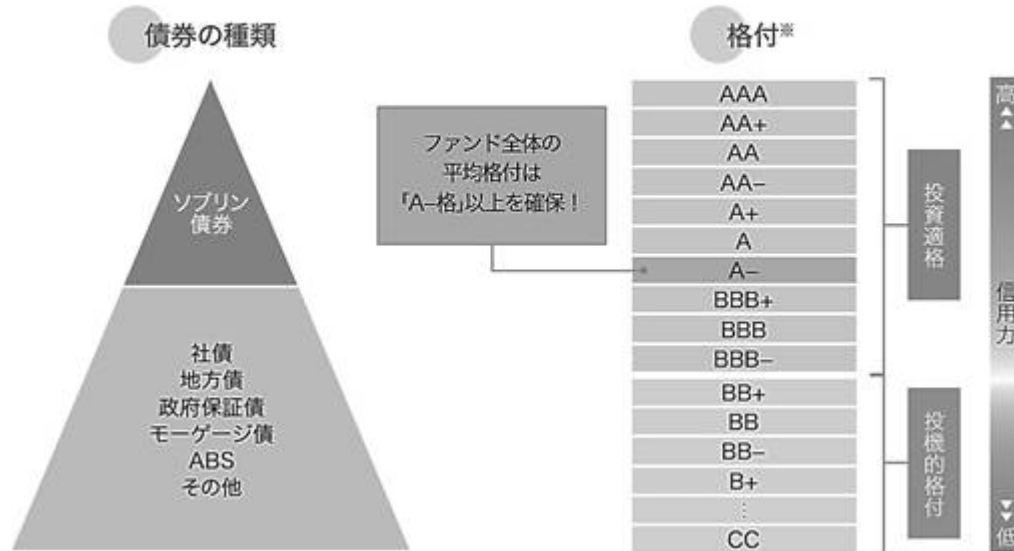 債券の種類
ソブリン
債券
社債
地方債
政府保証債
モーゲージ債
ABS
その他
ファンド全体の
平均格付は
「A–格」以上を確保！
格付※
AAA
AA+
AA
AA–
A+
A
A–
BBB+
BBB
BBB–
BB+
BB
BB–
B+
⋮
CC
投資適格
投機的格付
高
信用力
低